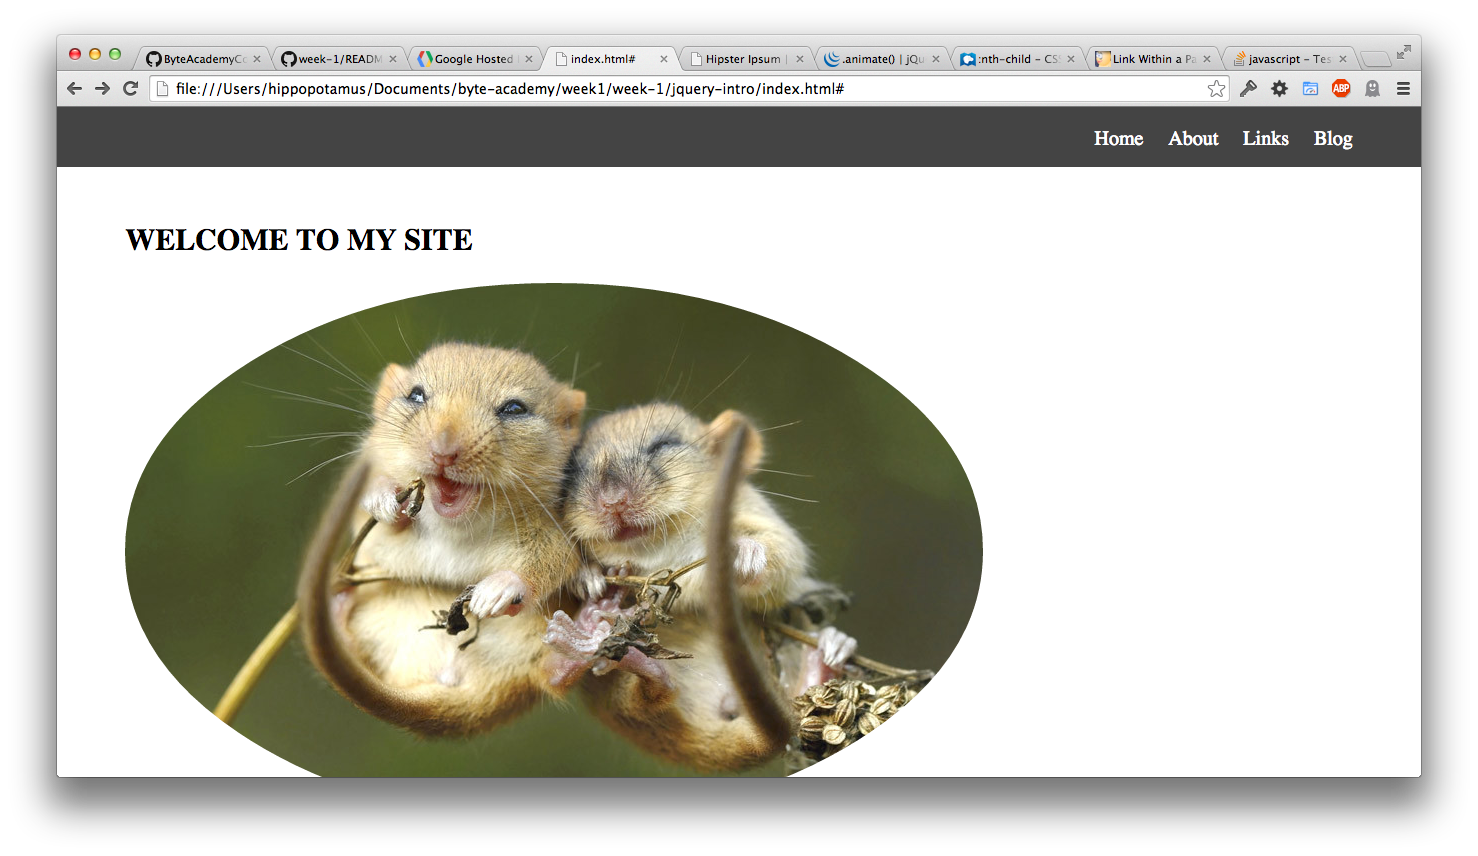 ByteAcademyCo
week-1/READM
Google Hosted
index.html#
Hipster Ipsum
.animate() | jQu
:nth-child - CSS
Link Within a Pa
javascript - Tes
file:///Users/hippopotamus/Documents/byte-academy/week1/week-1/jquery-intro/index.html#
ABP
Home About Links Blog
WELCOME TO MY SITE